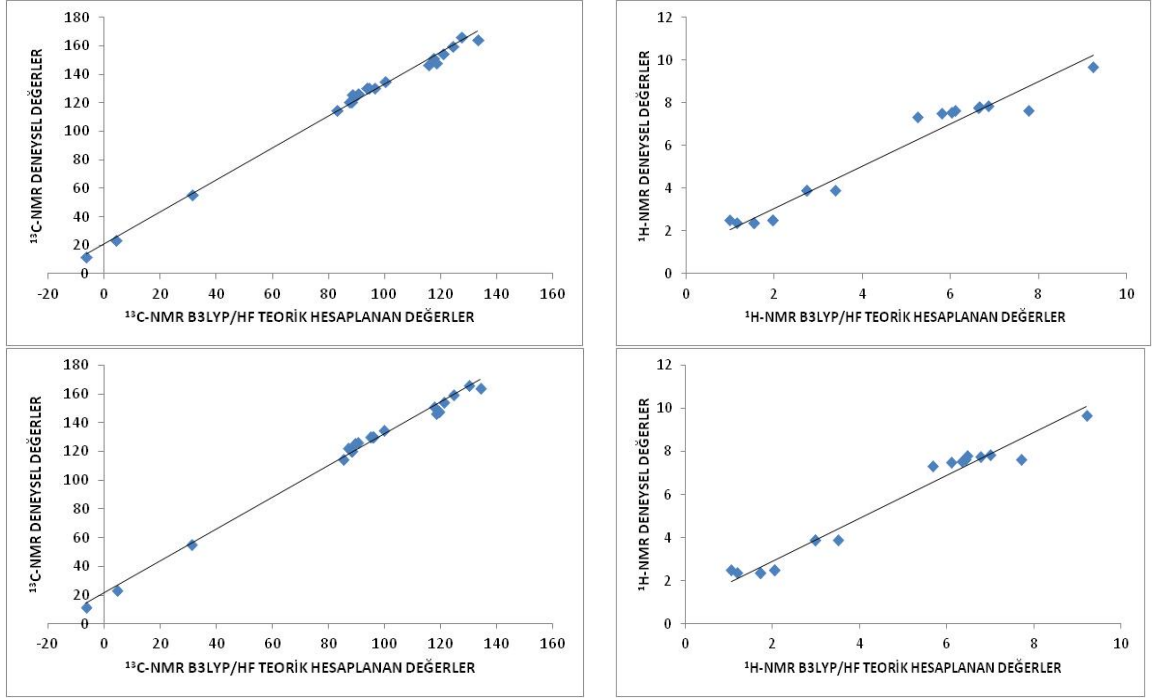 180
160
140
120
100
80
60
40
20
0
-20 0 20 40 60 80 100 120 140 160
¹³C-NMR DENEYSEL DEĞERLER
¹³C-NMR B3LYP/HF TEORİK HESAPLANAN DEĞERLER
12
10
8
6
4
2
0
0 2 4 6 8 10
¹H-NMR DENEYSEL DEĞERLER
¹H-NMR B3LYP/HF TEORİK HESAPLANAN DEĞERLER
180
160
140
120
100
80
60
40
20
0
-20 0 20 40 60 80 100 120 140 160
¹³C-NMR DENEYSEL DEĞERLER
¹³C-NMR B3LYP/HF TEORİK HESAPLANAN DEĞERLER
12
10
8
6
4
2
0
0 2 4 6 8 10
¹H-NMR DENEYSEL DEĞERLER
¹H-NMR B3LYP/HF TEORİK HESAPLANAN DEĞERLER